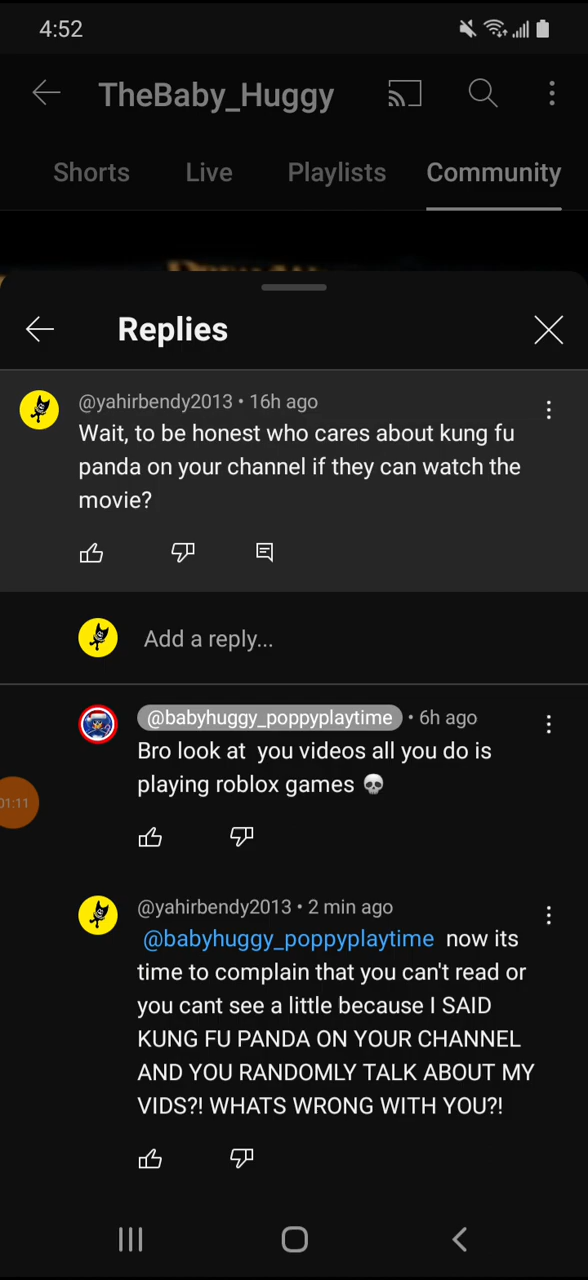 4:52
TheBaby_Huggy
Shorts Live Playlists Community
Replies
@yahirbendy2013 • 16h ago
Wait, to be honest who cares about kung fu
panda on your channel if they can watch the
movie?
Add a reply...
@babyhuggy_poppyplaytime • 6h ago
Bro look at you videos all you do is
playing roblox games 💀
01:11
@yahirbendy2013 • 2 min ago
@babyhuggy_poppyplaytime now its
time to complain that you can't read or
you cant see a little because I SAID
KUNG FU PANDA ON YOUR CHANNEL
AND YOU RANDOMLY TALK ABOUT MY
VIDS?! WHATS WRONG WITH YOU?!